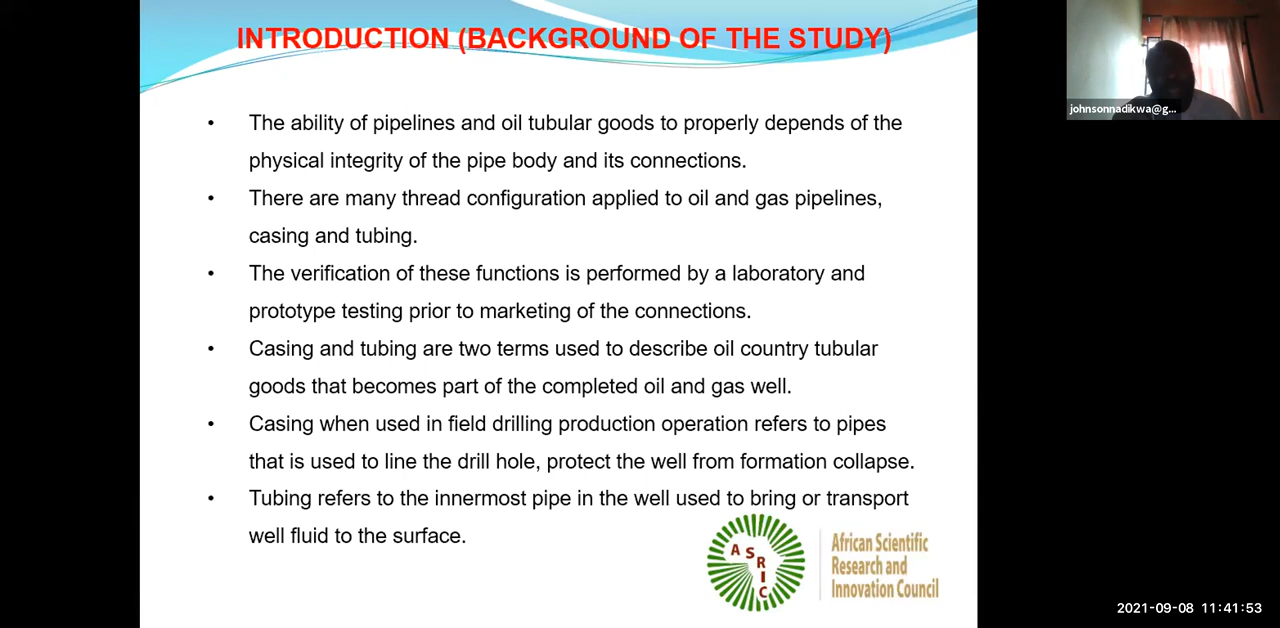 INTRODUCTION (BACKGROUND OF THE STUDY)
• The ability of pipelines and oil tubular goods to properly depends of the
physical integrity of the pipe body and its connections.
• There are many thread configuration applied to oil and gas pipelines,
casing and tubing.
• The verification of these functions is performed by a laboratory and
prototype testing prior to marketing of the connections.
• Casing and tubing are two terms used to describe oil country tubular
goods that becomes part of the completed oil and gas well.
• Casing when used in field drilling production operation refers to pipes
that is used to line the drill hole, protect the well from formation collapse.
• Tubing refers to the innermost pipe in the well used to bring or transport
well fluid to the surface.
ASRIC
African Scientific
Research and
Innovation Council
johnsonnadikwa@g...
2021-09-08 11:41:53